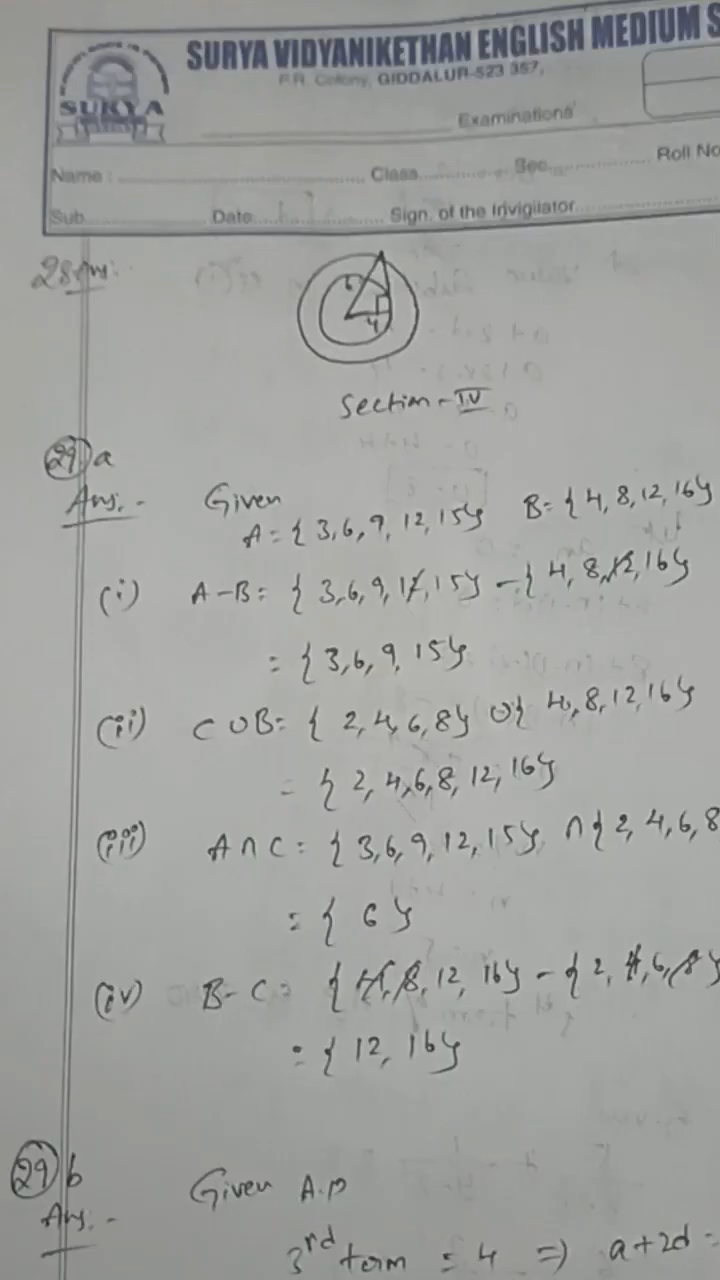 SURYA VIDYANIKETHAN ENGLISH MEDIUM S
P.R. Colony, GIDDALUR-523 357,
SURYA
Examinations
Name : Class Sec Roll No
Sub Date Sign. of the Invigilator
28 Ans:
6
4
Section - IV
29) a
Ans. - Given
A = { 3, 6, 9, 12, 15} B = { 4, 8, 12, 16}
(i) A - B = { 3, 6, 9, 12, 15} - { 4, 8, 12, 16}
= { 3, 6, 9, 15}
(ii) C ∪ B = { 2, 4, 6, 8} ∪ { 4, 8, 12, 16}
= { 2, 4, 6, 8, 12, 16}
(iii) A ∩ C = { 3, 6, 9, 12, 15} ∩ { 2, 4, 6, 8
= { 6 }
(iv) B - C = { 4, 8, 12, 16} - { 2, 4, 6, 8}
= { 12, 16}
29) b
Ans. - Given A.P
3rd term = 4 => a + 2d =